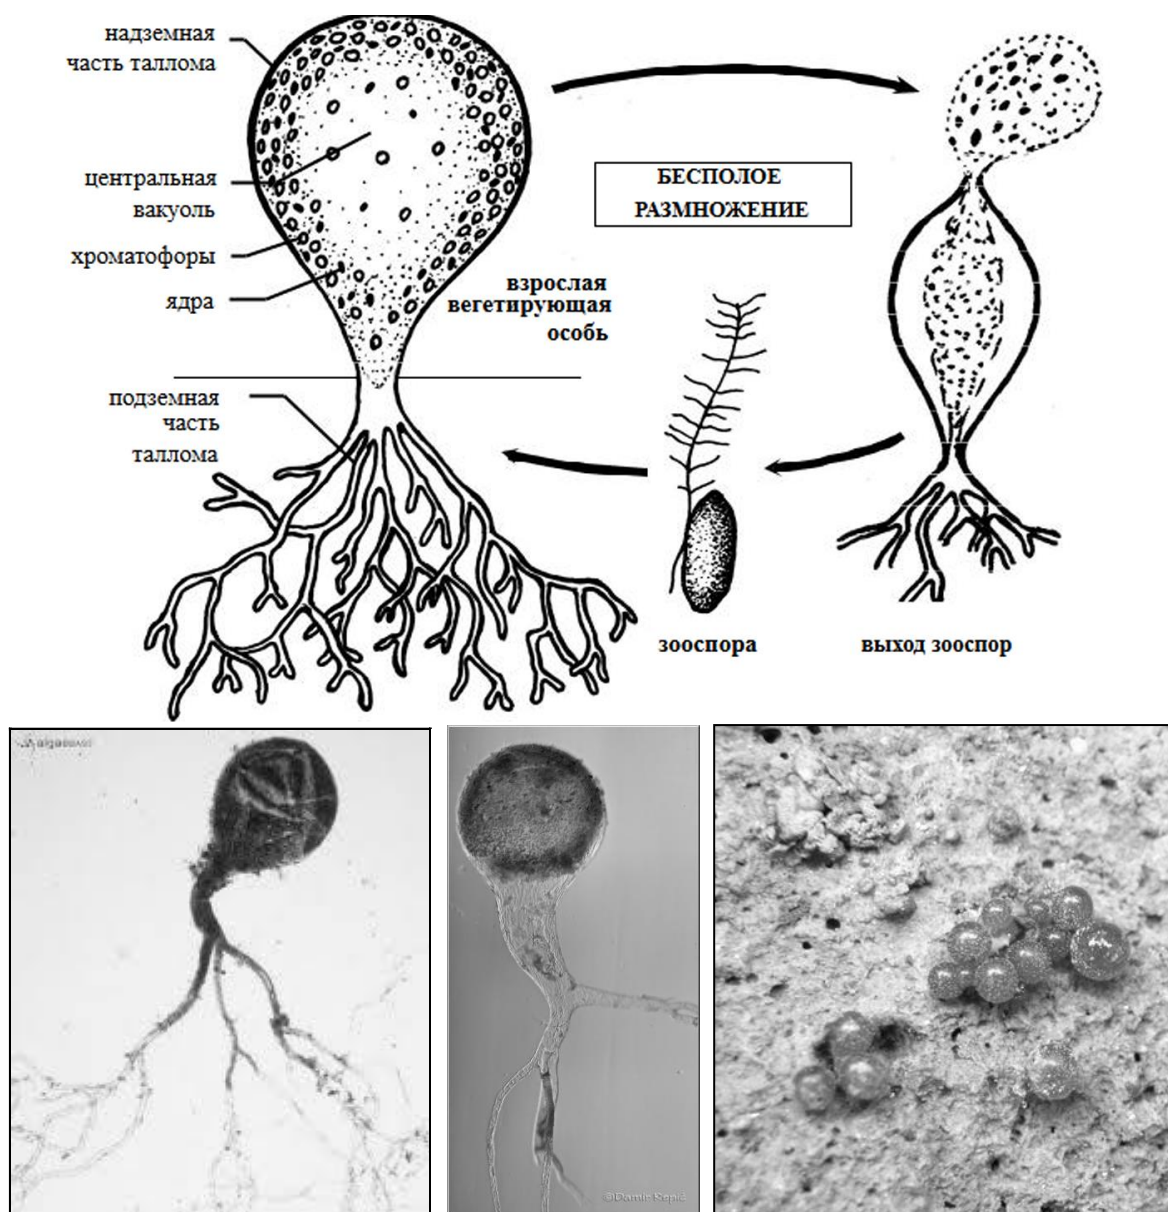 надземная
часть таллома
центральная
вакуоль
хроматофоры
ядра
подземная
часть
таллома
взрослая
вегетирующая
особь
БЕСПОЛОЕ
РАЗМНОЖЕНИЕ
зооспора
выход зооспор